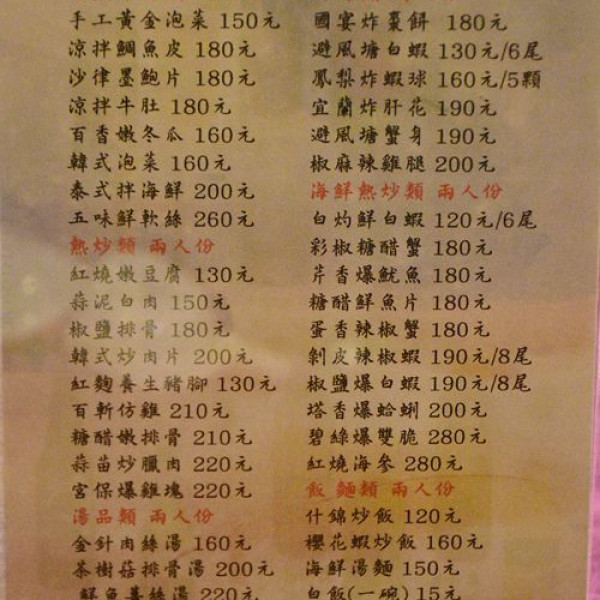 手工黃金泡菜 150元
涼拌鯛魚皮 180元
沙律墨鮑片 180元
涼拌牛肚 180元
百香嫩冬瓜 160元
韓式泡菜 160元
泰式拌海鮮 200元
五味鮮軟絲 260元
熱炒類 兩人份
紅燒嫩豆腐 130元
蒜泥白肉 150元
椒鹽排骨 180元
韓式炒肉片 200元
紅麴養生豬腳 130元
百斬仿雞 210元
糖醋嫩排骨 210元
蒜苗炒臘肉 220元
宮保爆雞塊 220元
湯品類 兩人份
金針肉絲湯 160元
茶樹菇排骨湯 200元
鮮魚薑絲湯 220元
國宴炸棗餅 180元
避風塘白蝦 130元/6尾
鳳梨炸蝦球 160元/5顆
宜蘭炸肝花 190元
避風塘蟹身 190元
椒麻辣雞腿 200元
海鮮熱炒類 兩人份
白灼鮮白蝦 120元/6尾
彩椒糖醋蟹 180元
芹香爆魷魚 180元
糖醋鮮魚片 180元
蛋香辣椒蟹 180元
剝皮辣椒蝦 190元/8尾
椒鹽爆白蝦 190元/8尾
塔香爆蛤蜊 200元
碧綠爆雙脆 280元
紅燒海參 280元
飯 麵類 兩人份
什錦炒飯 120元
櫻花蝦炒飯 160元
海鮮湯麵 150元
白飯(一碗) 15元